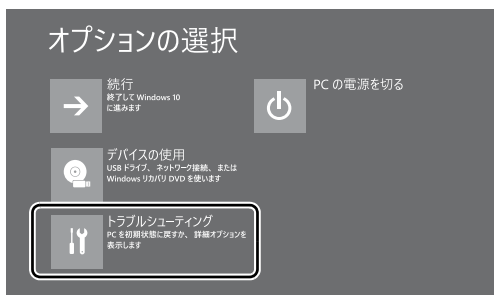 オプションの選択
続行
終了して Windows 10
に進みます
PC の電源を切る
デバイスの使用
USB ドライブ、ネットワーク接続、または
Windows リカバリ DVD を使います
トラブルシューティング
PC を初期状態に戻すか、詳細オプションを
表示します